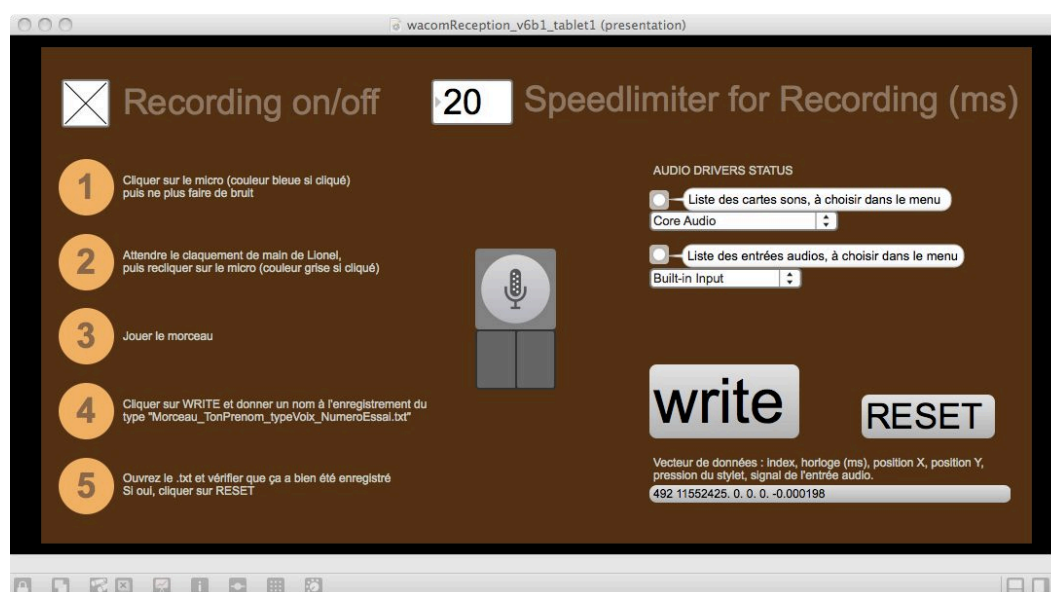 wacomReception_v6b1_tablet1 (presentation)
Recording on/off
20
Speedlimiter for Recording (ms)
1
Cliquer sur le micro (couleur bleue si cliqué)
puis ne plus faire de bruit
2
Attendre le claquement de main de Lionel,
puis recliquer sur le micro (couleur grise si cliqué)
3
Jouer le morceau
4
Cliquer sur WRITE et donner un nom à l'enregistrement du
type "Morceau_TonPrenom_typeVoix_NumeroEssai.txt"
5
Ouvrez le .txt et vérifier que ça a bien été enregistré
Si oui, cliquer sur RESET
AUDIO DRIVERS STATUS
Liste des cartes sons, à choisir dans le menu
Core Audio
Liste des entrées audios, à choisir dans le menu
Built-in Input
write
RESET
Vecteur de données : index, horloge (ms), position X, position Y,
pression du stylet, signal de l'entrée audio.
492 11552425. 0. 0. 0. -0.000198